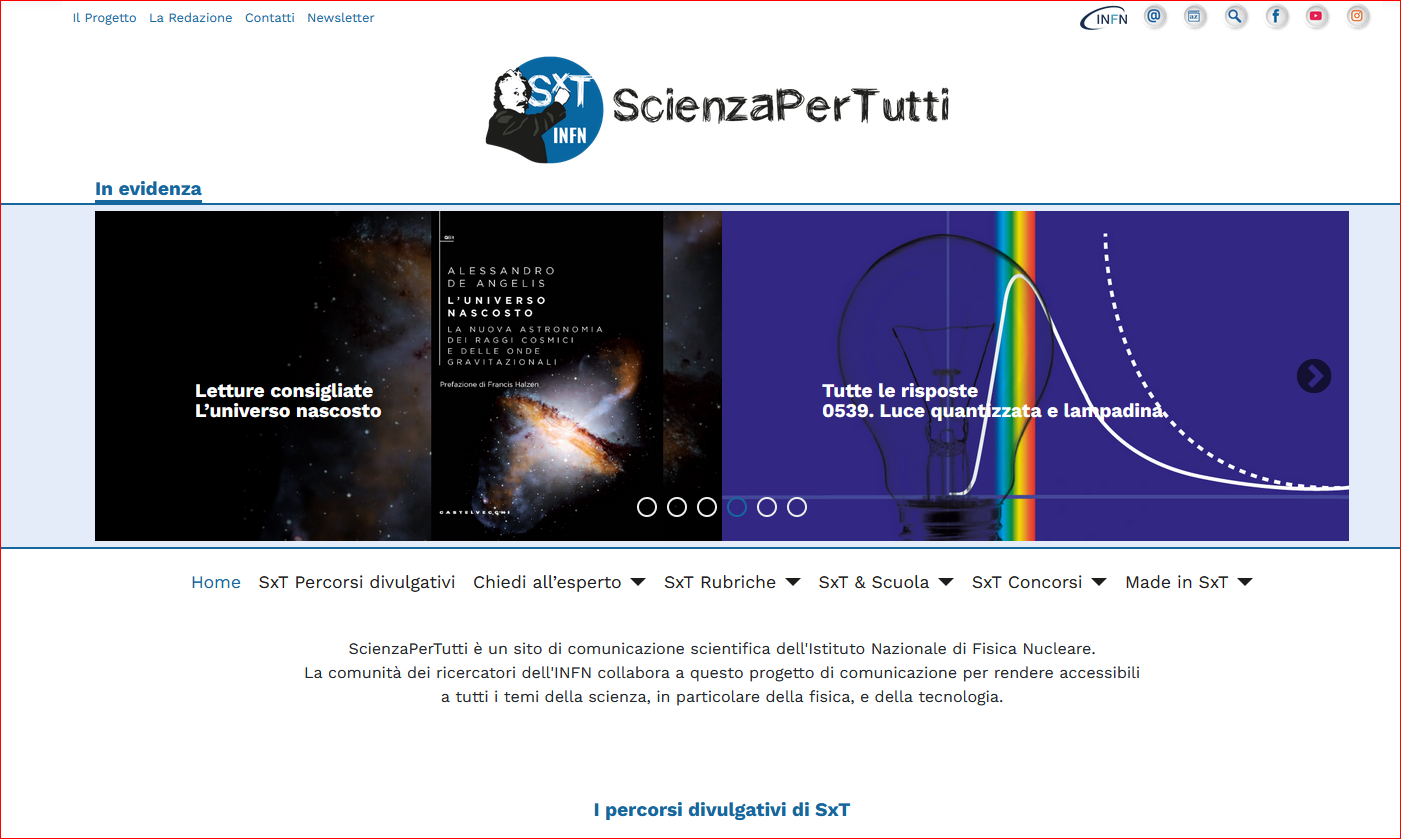 Il Progetto La Redazione Contatti Newsletter
INFN
@
az
f
SxT
INFN
ScienzaPerTutti
In evidenza
ALESSANDRO
DE ANGELIS
L'UNIVERSO
NASCOSTO
LA NUOVA ASTRONOMIA
DEI RAGGI COSMICI
E DELLE ONDE
GRAVITAZIONALI
Prefazione di Francis Halzen
CASTELVECCHI
Letture consigliate
L’universo nascosto
Tutte le risposte
0539. Luce quantizzata e lampadina
Home SxT Percorsi divulgativi Chiedi all’esperto SxT Rubriche SxT & Scuola SxT Concorsi Made in SxT
ScienzaPerTutti è un sito di comunicazione scientifica dell'Istituto Nazionale di Fisica Nucleare.
La comunità dei ricercatori dell'INFN collabora a questo progetto di comunicazione per rendere accessibili
a tutti i temi della scienza, in particolare della fisica, e della tecnologia.
I percorsi divulgativi di SxT